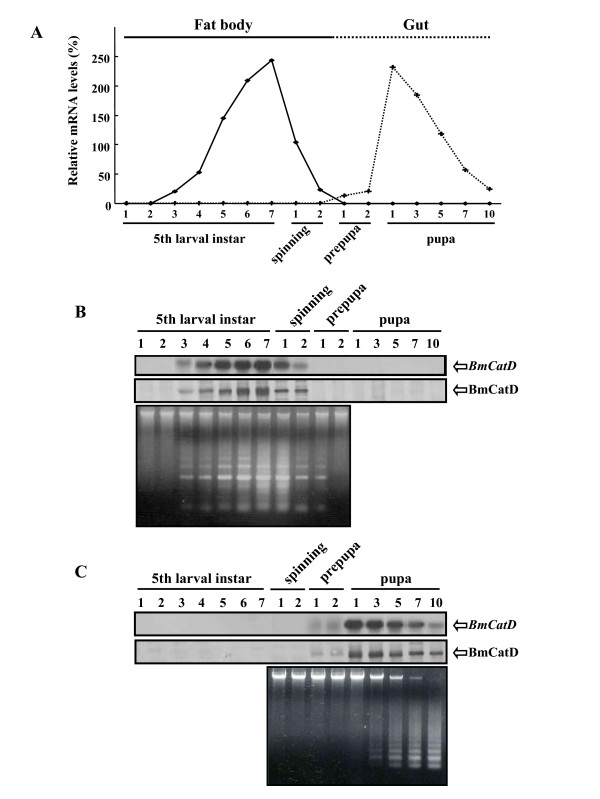 A
Fat body
Gut
Relative mRNA levels (%)
250
200
150
100
50
0
1 2 3 4 5 6 7 1 2 1 2 1 3 5 7 10
5th larval instar
spinning
prepupa
pupa
B
5th larval instar
spinning
prepupa
pupa
1 2 3 4 5 6 7 1 2 1 2 1 3 5 7 10
BmCatD
BmCatD
C
5th larval instar
spinning
prepupa
pupa
1 2 3 4 5 6 7 1 2 1 2 1 3 5 7 10
BmCatD
BmCatD